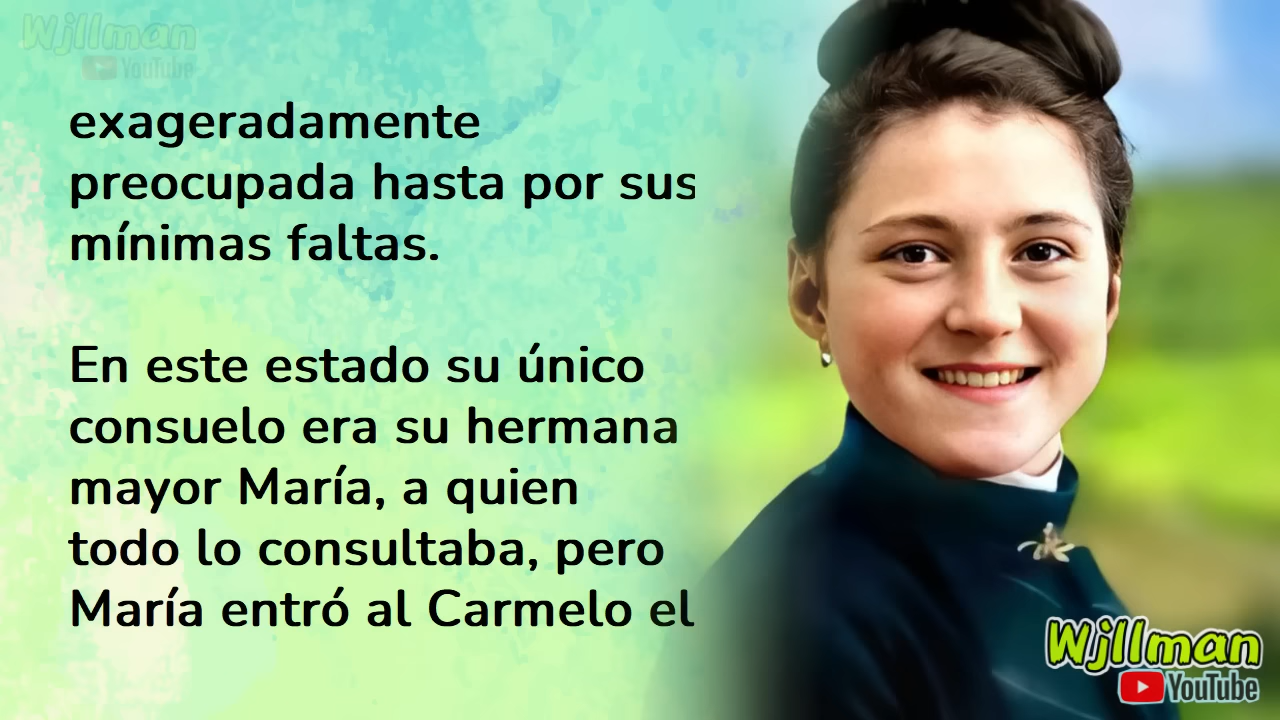 Wjllman
YouTube
exageradamente
preocupada hasta por sus
mínimas faltas.
En este estado su único
consuelo era su hermana
mayor María, a quien
todo lo consultaba, pero
María entró al Carmelo el
Wjllman
YouTube